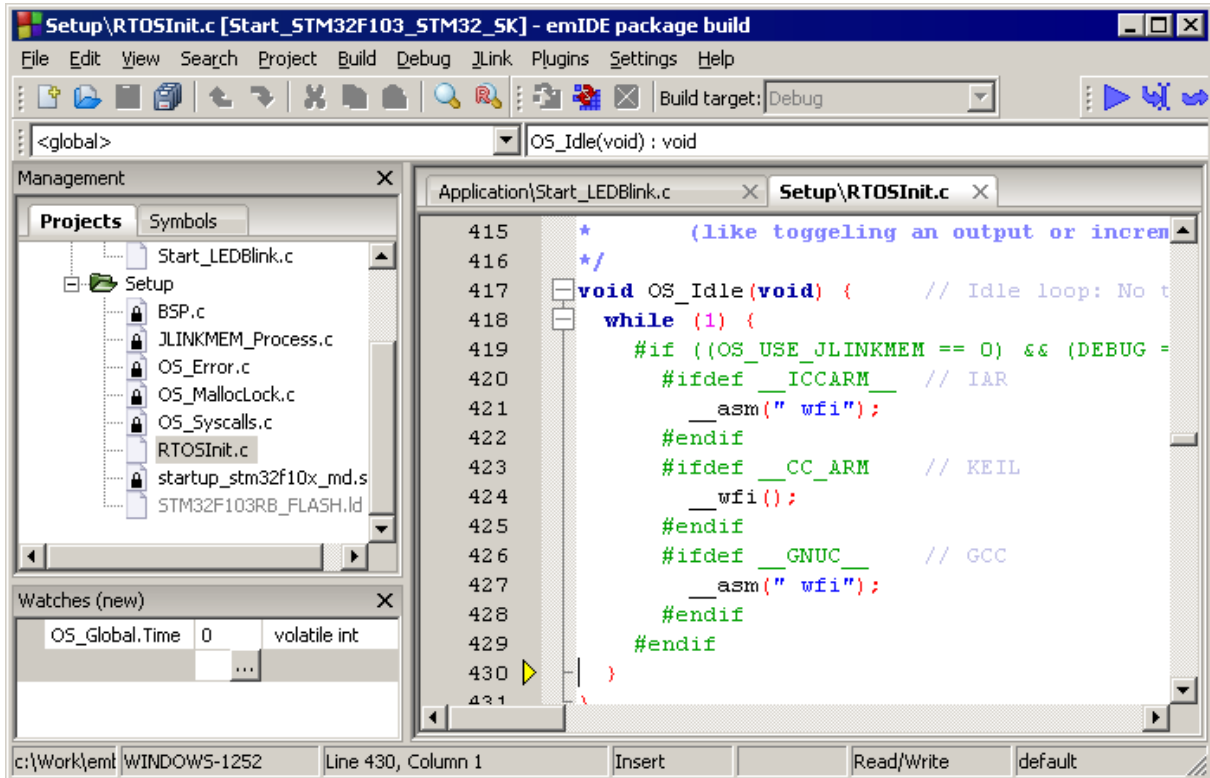 Setup\RTOSInit.c [Start_STM32F103_STM32_SK] - emIDE package build
File Edit View Search Project Build Debug JLink Plugins Settings Help
Build target: Debug
<global> OS_Idle(void) : void
Management
Projects Symbols
Start_LEDBlink.c
Setup
BSP.c
JLINKMEM_Process.c
OS_Error.c
OS_MallocLock.c
OS_Syscalls.c
RTOSInit.c
startup_stm32f10x_md.s
STM32F103RB_FLASH.ld
Watches (new)
OS_Global.Time 0 volatile int
...
Application\Start_LEDBlink.c Setup\RTOSInit.c
415 * (like toggeling an output or increm
416 */
417 void OS_Idle(void) { // Idle loop: No t
418 while (1) {
419 #if ((OS_USE_JLINKMEM == 0) && (DEBUG =
420 #ifdef __ICCARM__ // IAR
421 __asm(" wfi");
422 #endif
423 #ifdef __CC_ARM // KEIL
424 __wfi();
425 #endif
426 #ifdef __GNUC__ // GCC
427 __asm(" wfi");
428 #endif
429 #endif
430 }
431 }
c:\Work\emb WINDOWS-1252 Line 430, Column 1 Insert Read/Write default